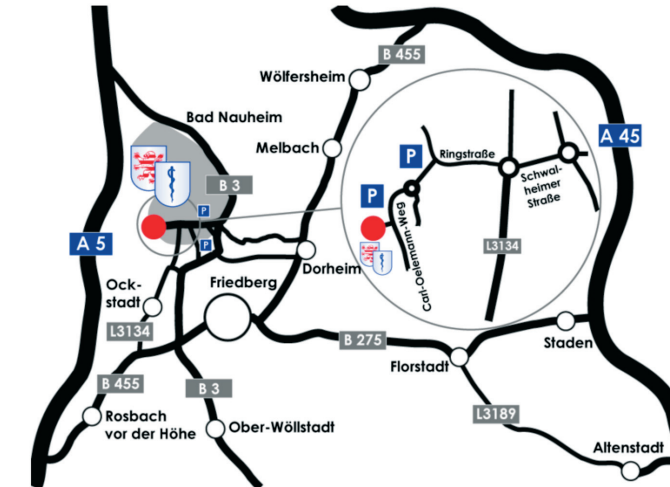 B 455
Wölfersheim
Bad Nauheim
Melbach
P
Ringstraße
A 45
B 3
P
Schwal-
heimer
Straße
P
A 5
P
Cal-Oelemann-Weg
L3134
Dorheim
Ock-
stadt
Friedberg
L3134
B 275
Staden
Florstadt
B 455
B 3
L3189
Rosbach
vor der Höhe
Ober-Wöllstadt
Altenstadt